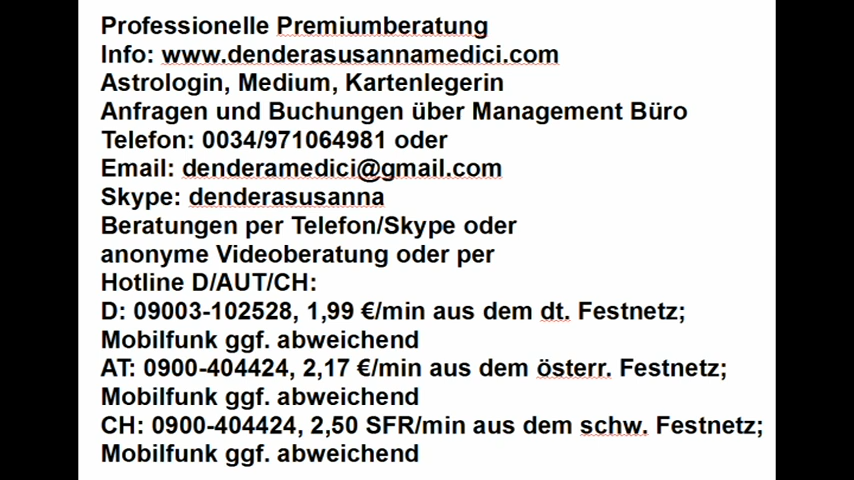 Professionelle Premiumberatung
Info: www.denderasusannamedici.com
Astrologin, Medium, Kartenlegerin
Anfragen und Buchungen über Management Büro
Telefon: 0034/971064981 oder
Email: denderamedici@gmail.com
Skype: denderasusanna
Beratungen per Telefon/Skype oder
anonyme Videoberatung oder per
Hotline D/AUT/CH:
D: 09003-102528, 1,99 €/min aus dem dt. Festnetz;
Mobilfunk ggf. abweichend
AT: 0900-404424, 2,17 €/min aus dem österr. Festnetz;
Mobilfunk ggf. abweichend
CH: 0900-404424, 2,50 SFR/min aus dem schw. Festnetz;
Mobilfunk ggf. abweichend